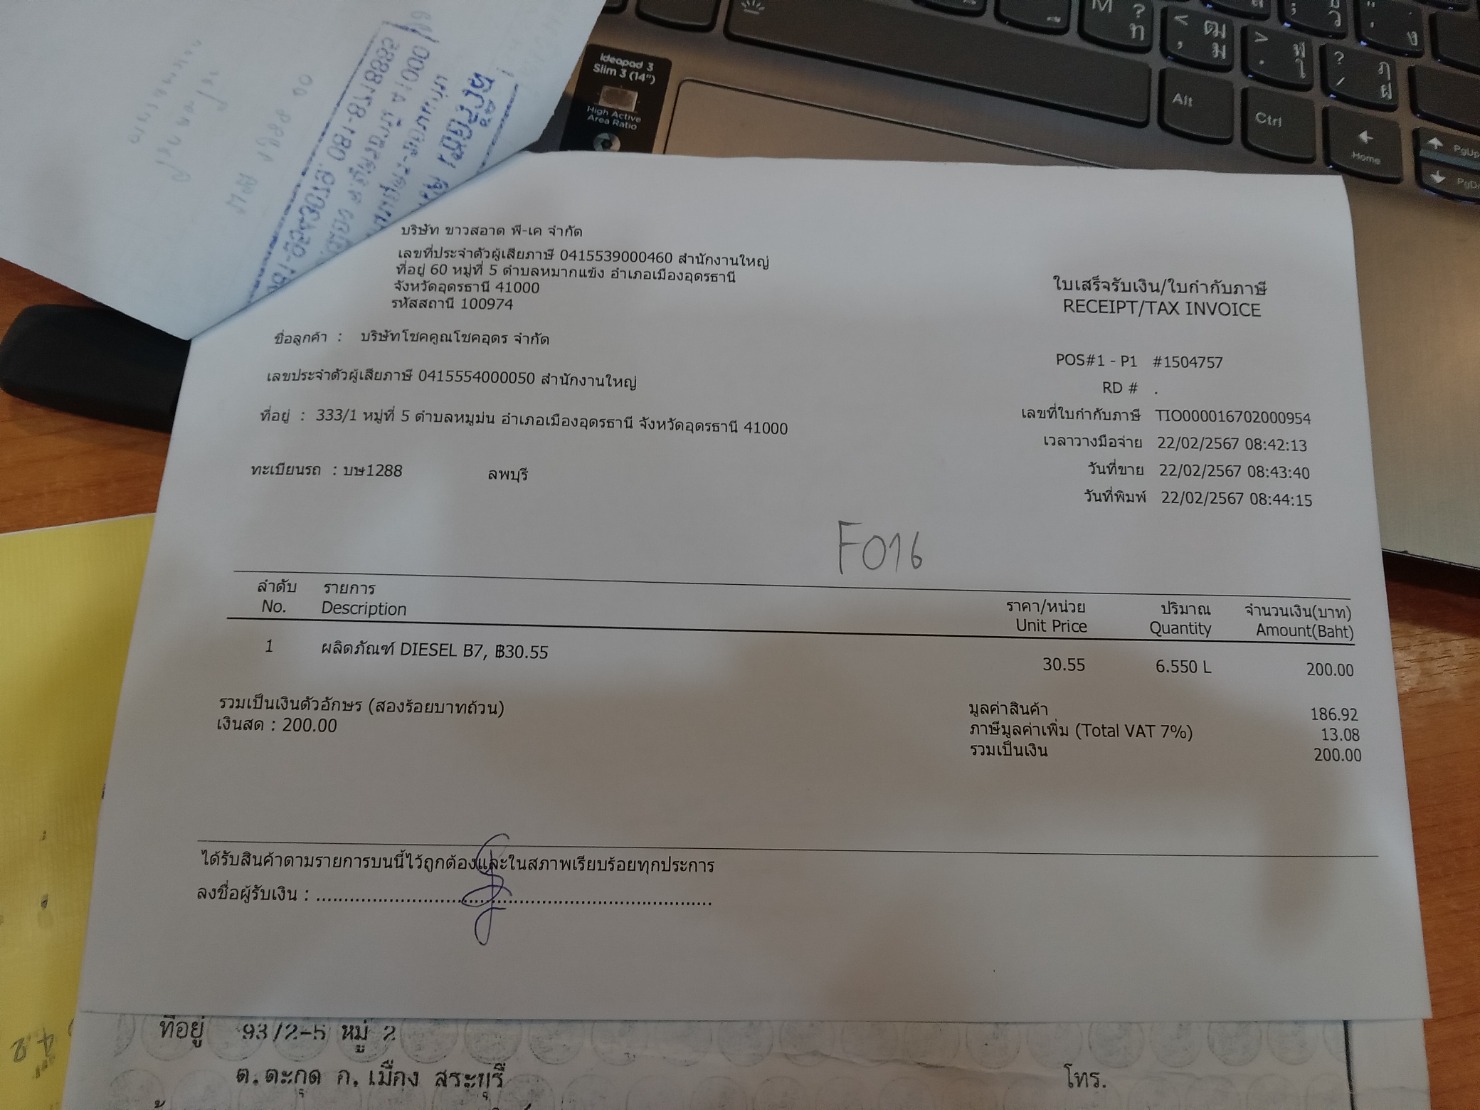 Ideapad 3
Slim 3 (14")
High Active
Area Ratio
Alt
Ctrl
Home
PgUp
บริษัท ขาวสอาด พี-เค จำกัด
เลขที่ประจำตัวผู้เสียภาษี 0415539000460 สำนักงานใหญ่
ที่อยู่ 60 หมู่ที่ 5 ตำบลหมากแข้ง อำเภอเมืองอุดรธานี
จังหวัดอุดรธานี 41000
รหัสสถานี 100974
ใบเสร็จรับเงิน/ใบกำกับภาษี
RECEIPT/TAX INVOICE
ชื่อลูกค้า : บริษัทโชคคูณโชคอุดร จำกัด
เลขประจำตัวผู้เสียภาษี 0415554000050 สำนักงานใหญ่
ที่อยู่ : 333/1 หมู่ที่ 5 ตำบลหมูม่น อำเภอเมืองอุดรธานี จังหวัดอุดรธานี 41000
ทะเบียนรถ : บษ1288 ลพบุรี
POS#1 - P1 #1504757
RD # .
เลขที่ใบกำกับภาษี TIO000016702000954
เวลาวางมือจ่าย 22/02/2567 08:42:13
วันที่ขาย 22/02/2567 08:43:40
วันที่พิมพ์ 22/02/2567 08:44:15
F016
ลำดับ รายการ ราคา/หน่วย ปริมาณ จำนวนเงิน(บาท)
No. Description Unit Price Quantity Amount(Baht)
1 ผลิตภัณฑ์ DIESEL B7, ฿30.55 30.55 6.550 L 200.00
รวมเป็นเงินตัวอักษร (สองร้อยบาทถ้วน)
เงินสด : 200.00
มูลค่าสินค้า 186.92
ภาษีมูลค่าเพิ่ม (Total VAT 7%) 13.08
รวมเป็นเงิน 200.00
ได้รับสินค้าตามรายการบนนี้ไว้ถูกต้องและในสภาพเรียบร้อยทุกประการ
ลงชื่อผู้รับเงิน : ........................................................................
ที่อยู่ 93/2-5 หมู่ 2
ต.ตะกุด ก.เมือง สระบุรี
โทร.